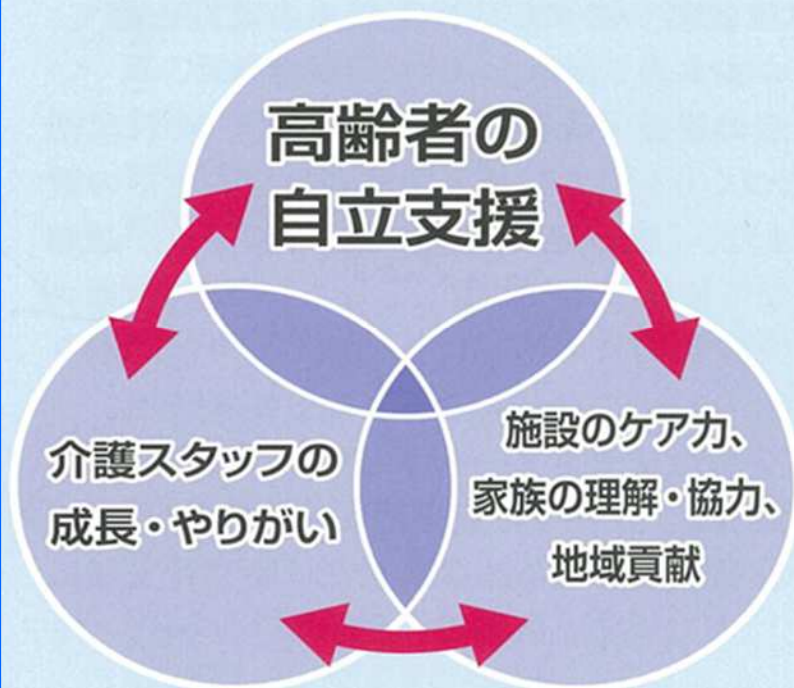 高齢者の
自立支援
介護スタッフの
成長・やりがい
施設のケア力、
家族の理解・協力、
地域貢献